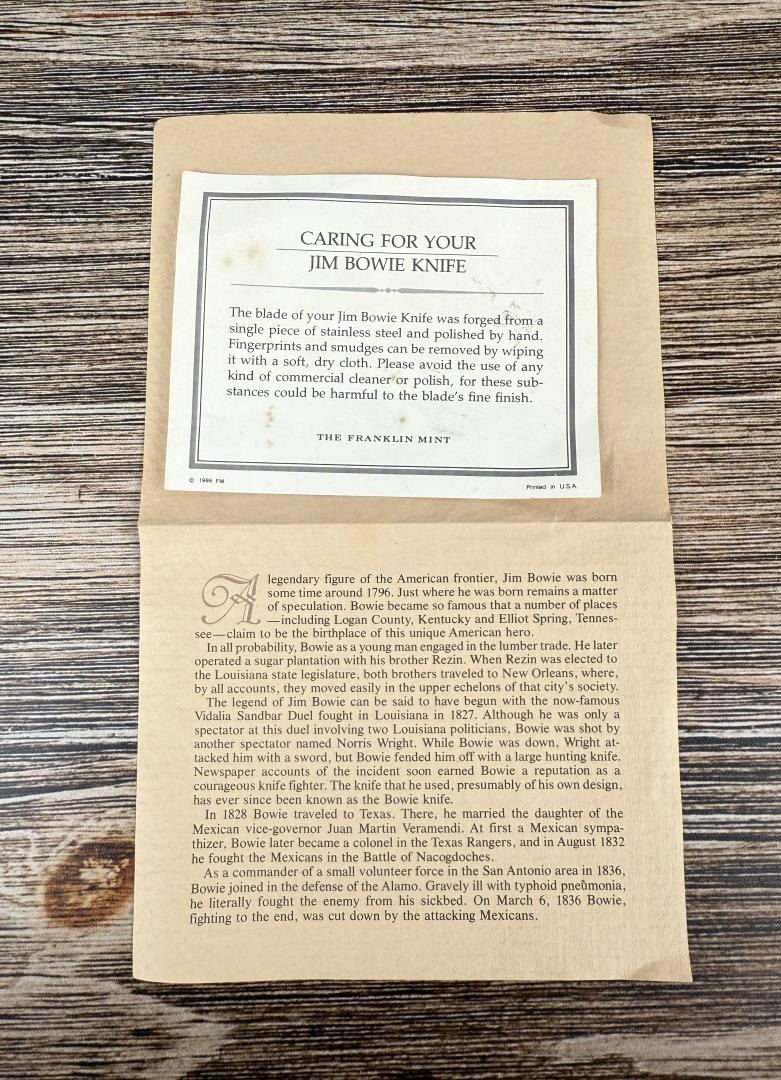 CARING FOR YOUR
JIM BOWIE KNIFE
The blade of your Jim Bowie Knife was forged from a
single piece of stainless steel and polished by hand.
Fingerprints and smudges can be removed by wiping
it with a soft, dry cloth. Please avoid the use of any
kind of commercial cleaner or polish, for these sub-
stances could be harmful to the blade's fine finish.
THE FRANKLIN MINT
© 1986 FM
Printed in U.S.A.
A legendary figure of the American frontier, Jim Bowie was born
some time around 1796. Just where he was born remains a matter
of speculation. Bowie became so famous that a number of places
—including Logan County, Kentucky and Elliot Spring, Tennes-
see—claim to be the birthplace of this unique American hero.
In all probability, Bowie as a young man engaged in the lumber trade. He later
operated a sugar plantation with his brother Rezin. When Rezin was elected to
the Louisiana state legislature, both brothers traveled to New Orleans, where,
by all accounts, they moved easily in the upper echelons of that city's society.
The legend of Jim Bowie can be said to have begun with the now-famous
Vidalia Sandbar Duel fought in Louisiana in 1827. Although he was only a
spectator at this duel involving two Louisiana politicians, Bowie was shot by
another spectator named Norris Wright. While Bowie was down, Wright at-
tacked him with a sword, but Bowie fended him off with a large hunting knife.
Newspaper accounts of the incident soon earned Bowie a reputation as a
courageous knife fighter. The knife that he used, presumably of his own design,
has ever since been known as the Bowie knife.
In 1828 Bowie traveled to Texas. There, he married the daughter of the
Mexican vice-governor Juan Martin Veramendi. At first a Mexican sympa-
thizer, Bowie later became a colonel in the Texas Rangers, and in August 1832
he fought the Mexicans in the Battle of Nacogdoches.
As a commander of a small volunteer force in the San Antonio area in 1836,
Bowie joined in the defense of the Alamo. Gravely ill with typhoid pneumonia,
he literally fought the enemy from his sickbed. On March 6, 1836 Bowie,
fighting to the end, was cut down by the attacking Mexicans.